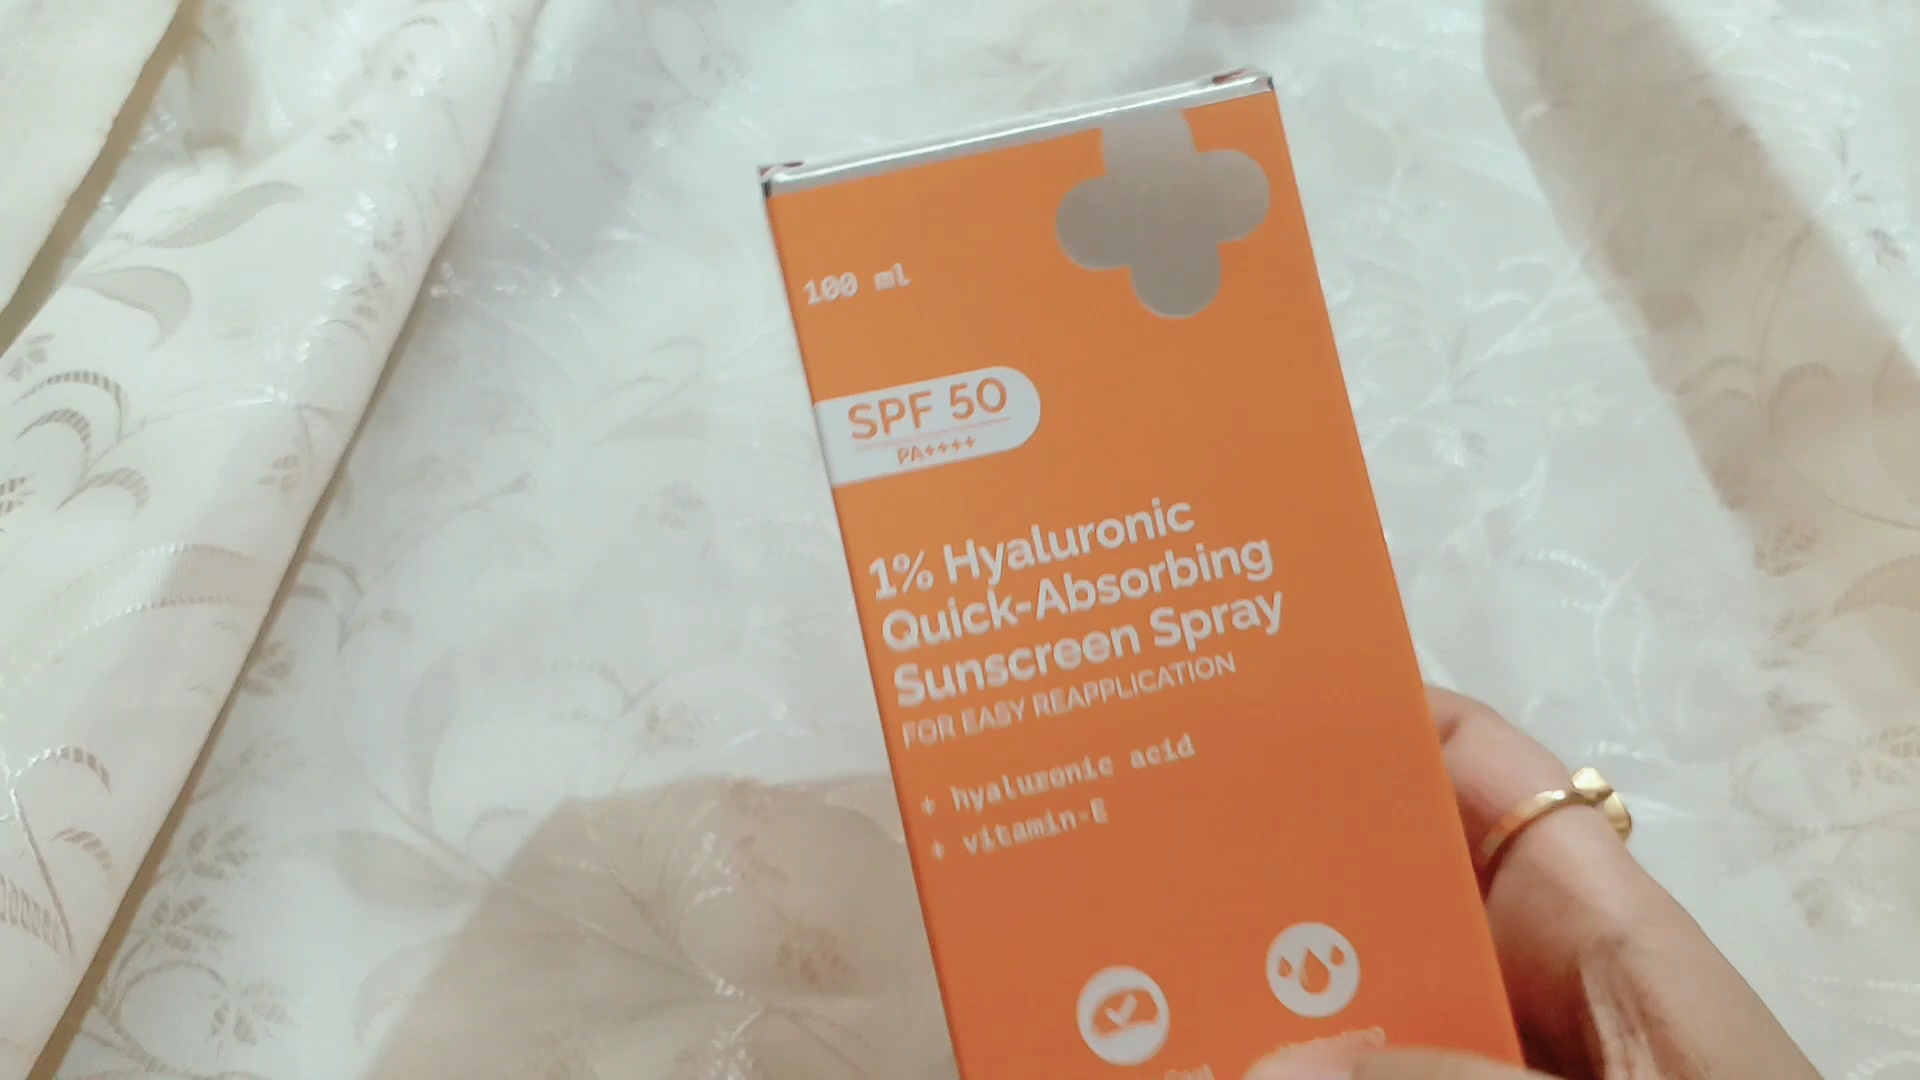 100 ml
SPF 50
PA++++
1% Hyaluronic
Quick-Absorbing
Sunscreen Spray
FOR EASY REAPPLICATION
+ hyaluronic acid
+ vitamin-E